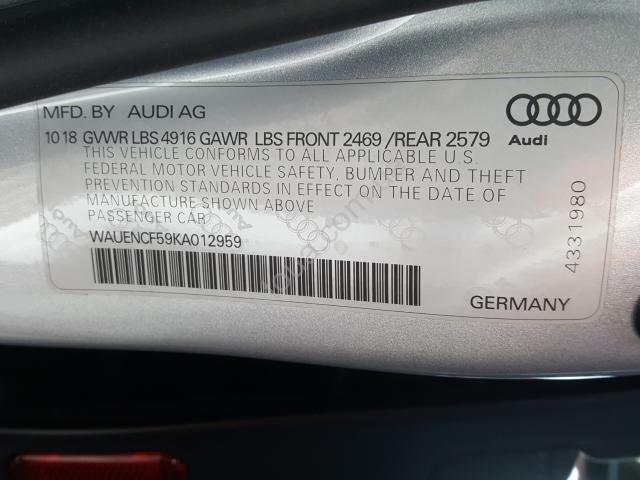 MFD. BY AUDI AG
10 18 GVWR LBS 4916 GAWR LBS FRONT 2469 /REAR 2579
Audi
THIS VEHICLE CONFORMS TO ALL APPLICABLE U.S.
FEDERAL MOTOR VEHICLE SAFETY, BUMPER AND THEFT
PREVENTION STANDARDS IN EFFECT ON THE DATE OF
MANUFACTURE SHOWN ABOVE
PASSENGER CAR
WAUENCF59KA012959
4331980
GERMANY